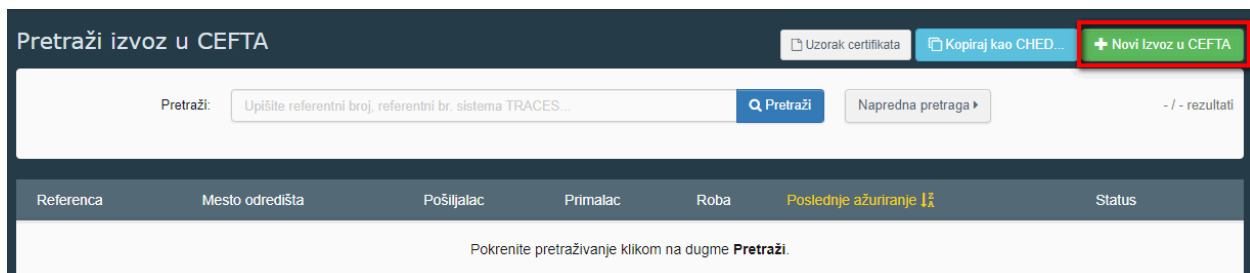 Pretraži izvoz u CEFTA
Uzorak certifikata
Kopiraj kao CHED...
Novi Izvoz u CEFTA
Pretraži: Upišite referentni broj, referentni br. sistema TRACES... Pretraži Napredna pretraga - / - rezultati
Referenca Mesto odredišta Pošiljalac Primalac Roba Poslednje ažuriranje Status
Pokrenite pretraživanje klikom na dugme Pretraži.